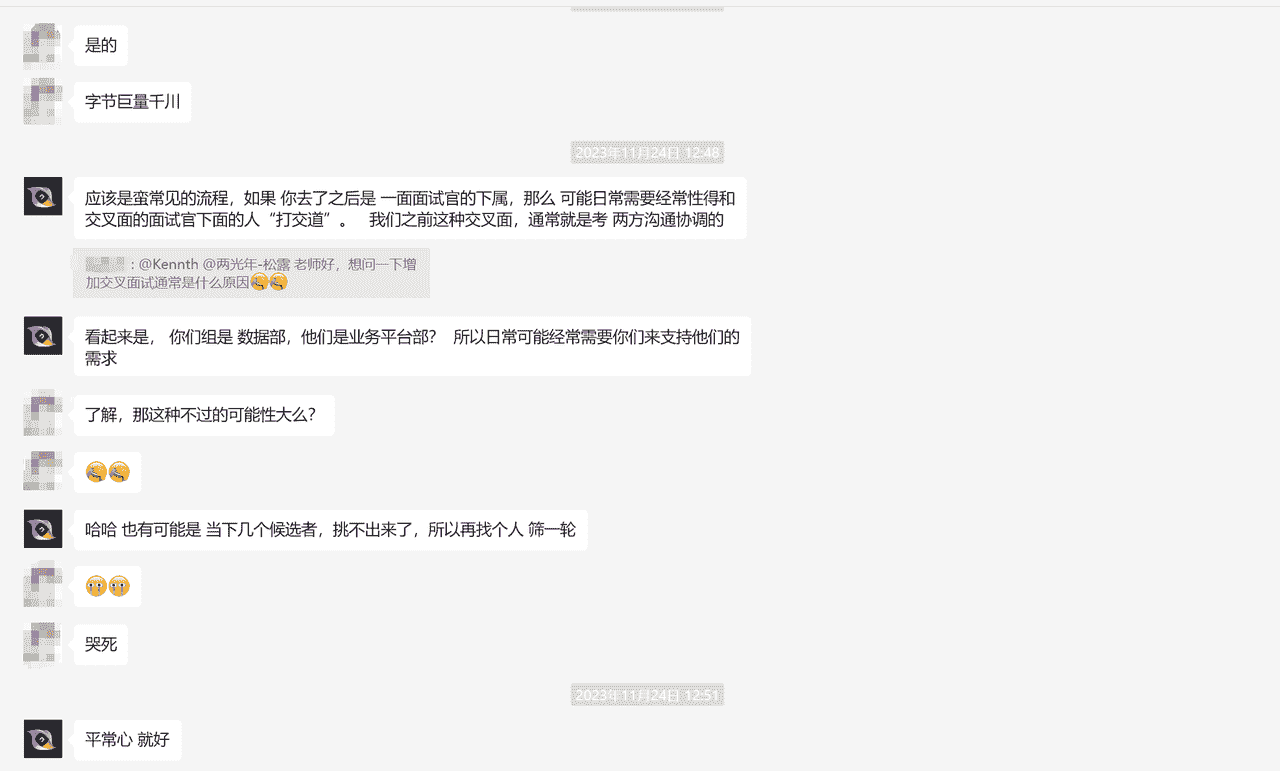 是的
字节巨量千川
2023年11月24日 12:48
应该是蛮常见的流程，如果 你去了之后是 一面面试官的下属，那么 可能日常需要经常性得和
交叉面的面试官下面的人“打交道”。 我们之前这种交叉面，通常就是考 两方沟通协调的
: @Kennth @两光年-松露 老师好，想问一下增
加交叉面试通常是什么原因
看起来是， 你们组是 数据部，他们是业务平台部？ 所以日常可能经常需要你们来支持他们的
需求
了解，那这种不过的可能性大么？
哈哈 也有可能是 当下几个候选者，挑不出来了，所以再找个人 筛一轮
哭死
2023年11月24日 12:51
平常心 就好